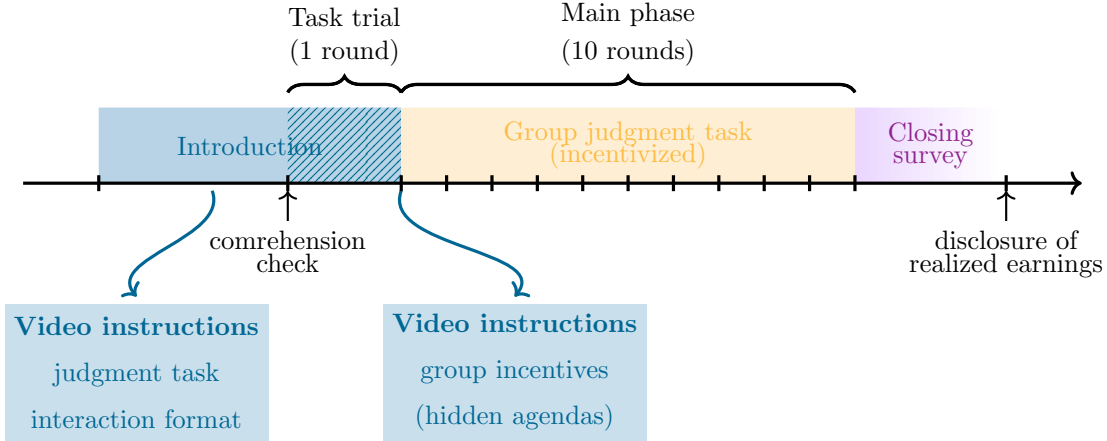 Task trial
(1 round)
Main phase
(10 rounds)
Introduction
Group judgment task
(incentivized)
Closing
survey
comrehension
check
disclosure of
realized earnings
Video instructions
judgment task
interaction format
Video instructions
group incentives
(hidden agendas)